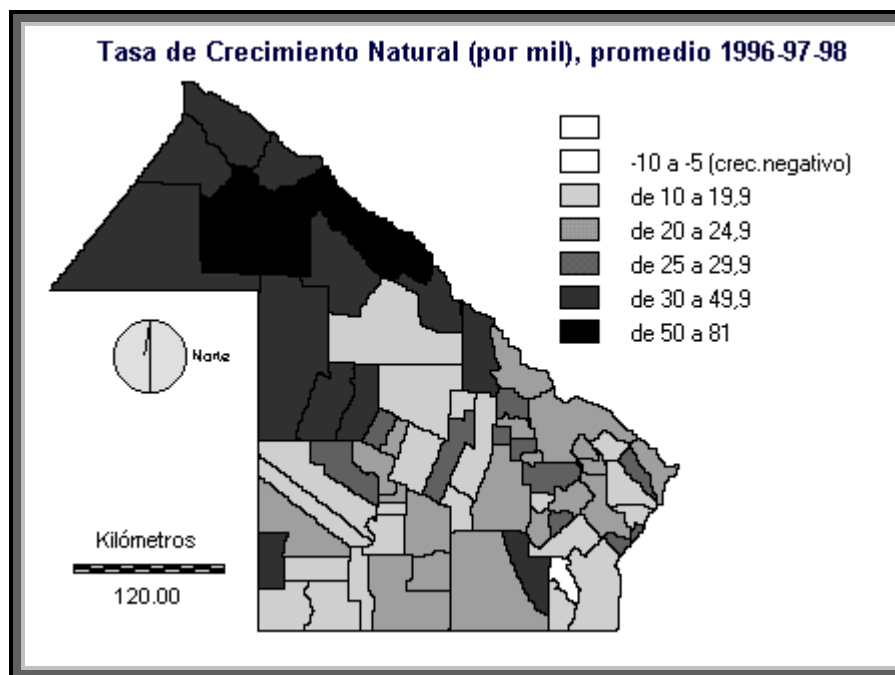 Tasa de Crecimiento Natural (por mil), promedio 1996-97-98
-10 a -5 (crec.negativo)
de 10 a 19,9
de 20 a 24,9
de 25 a 29,9
de 30 a 49,9
de 50 a 81
Norte
Kilómetros
120.00